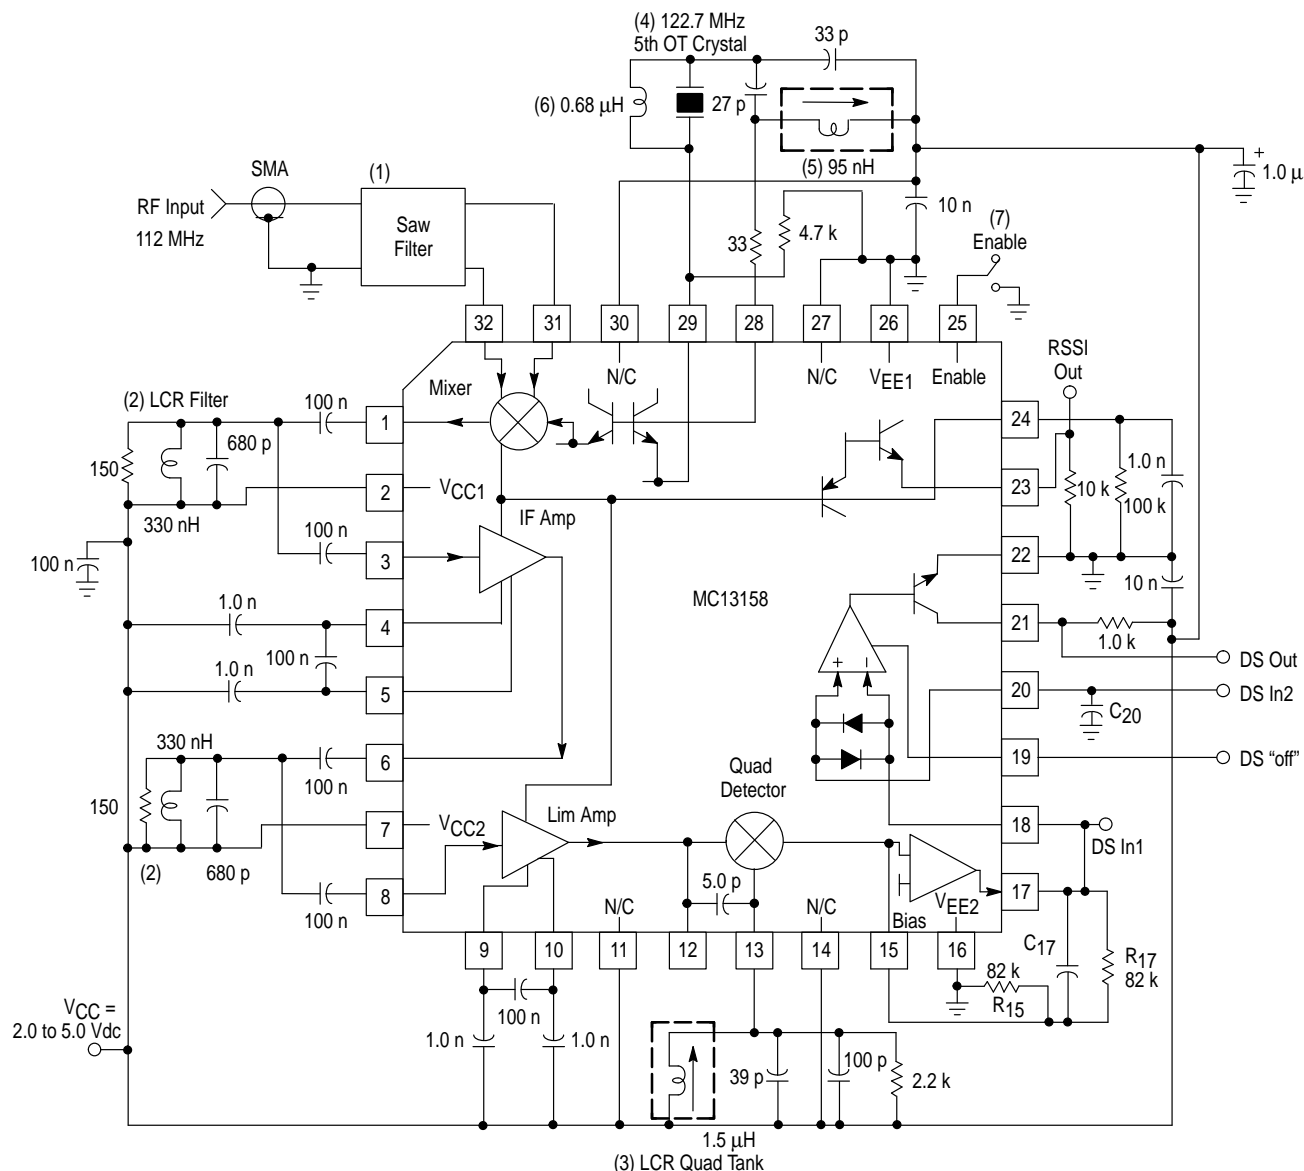 (4) 122.7 MHz
5th OT Crystal
33 p
(6) 0.68 μH
27 p
(5) 95 nH
+
1.0 μ
SMA
(1)
RF Input
112 MHz
Saw
Filter
33
4.7 k
10 n
(7)
Enable
32
31
30
29
28
27
26
25
N/C
N/C
VEE1
Enable
RSSI
Out
Mixer
(2) LCR Filter
100 n
1
680 p
150
2
VCC1
330 nH
IF Amp
100 n
3
100 n
1.0 n
4
100 n
1.0 n
5
330 nH
6
100 n
150
7
VCC2
Lim Amp
(2)
680 p
8
100 n
MC13158
24
23
10 k
1.0 n
100 k
22
10 n
21
1.0 k
DS Out
+
–
20
C20
DS In2
19
DS “off”
Quad
Detector
18
DS In1
17
5.0 p
N/C
N/C
Bias
VEE2
9
10
11
12
13
14
15
16
C17
R17
82 k
82 k
R15
VCC =
2.0 to 5.0 Vdc
100 n
1.0 n
1.0 n
39 p
100 p
2.2 k
1.5 μH
(3) LCR Quad Tank